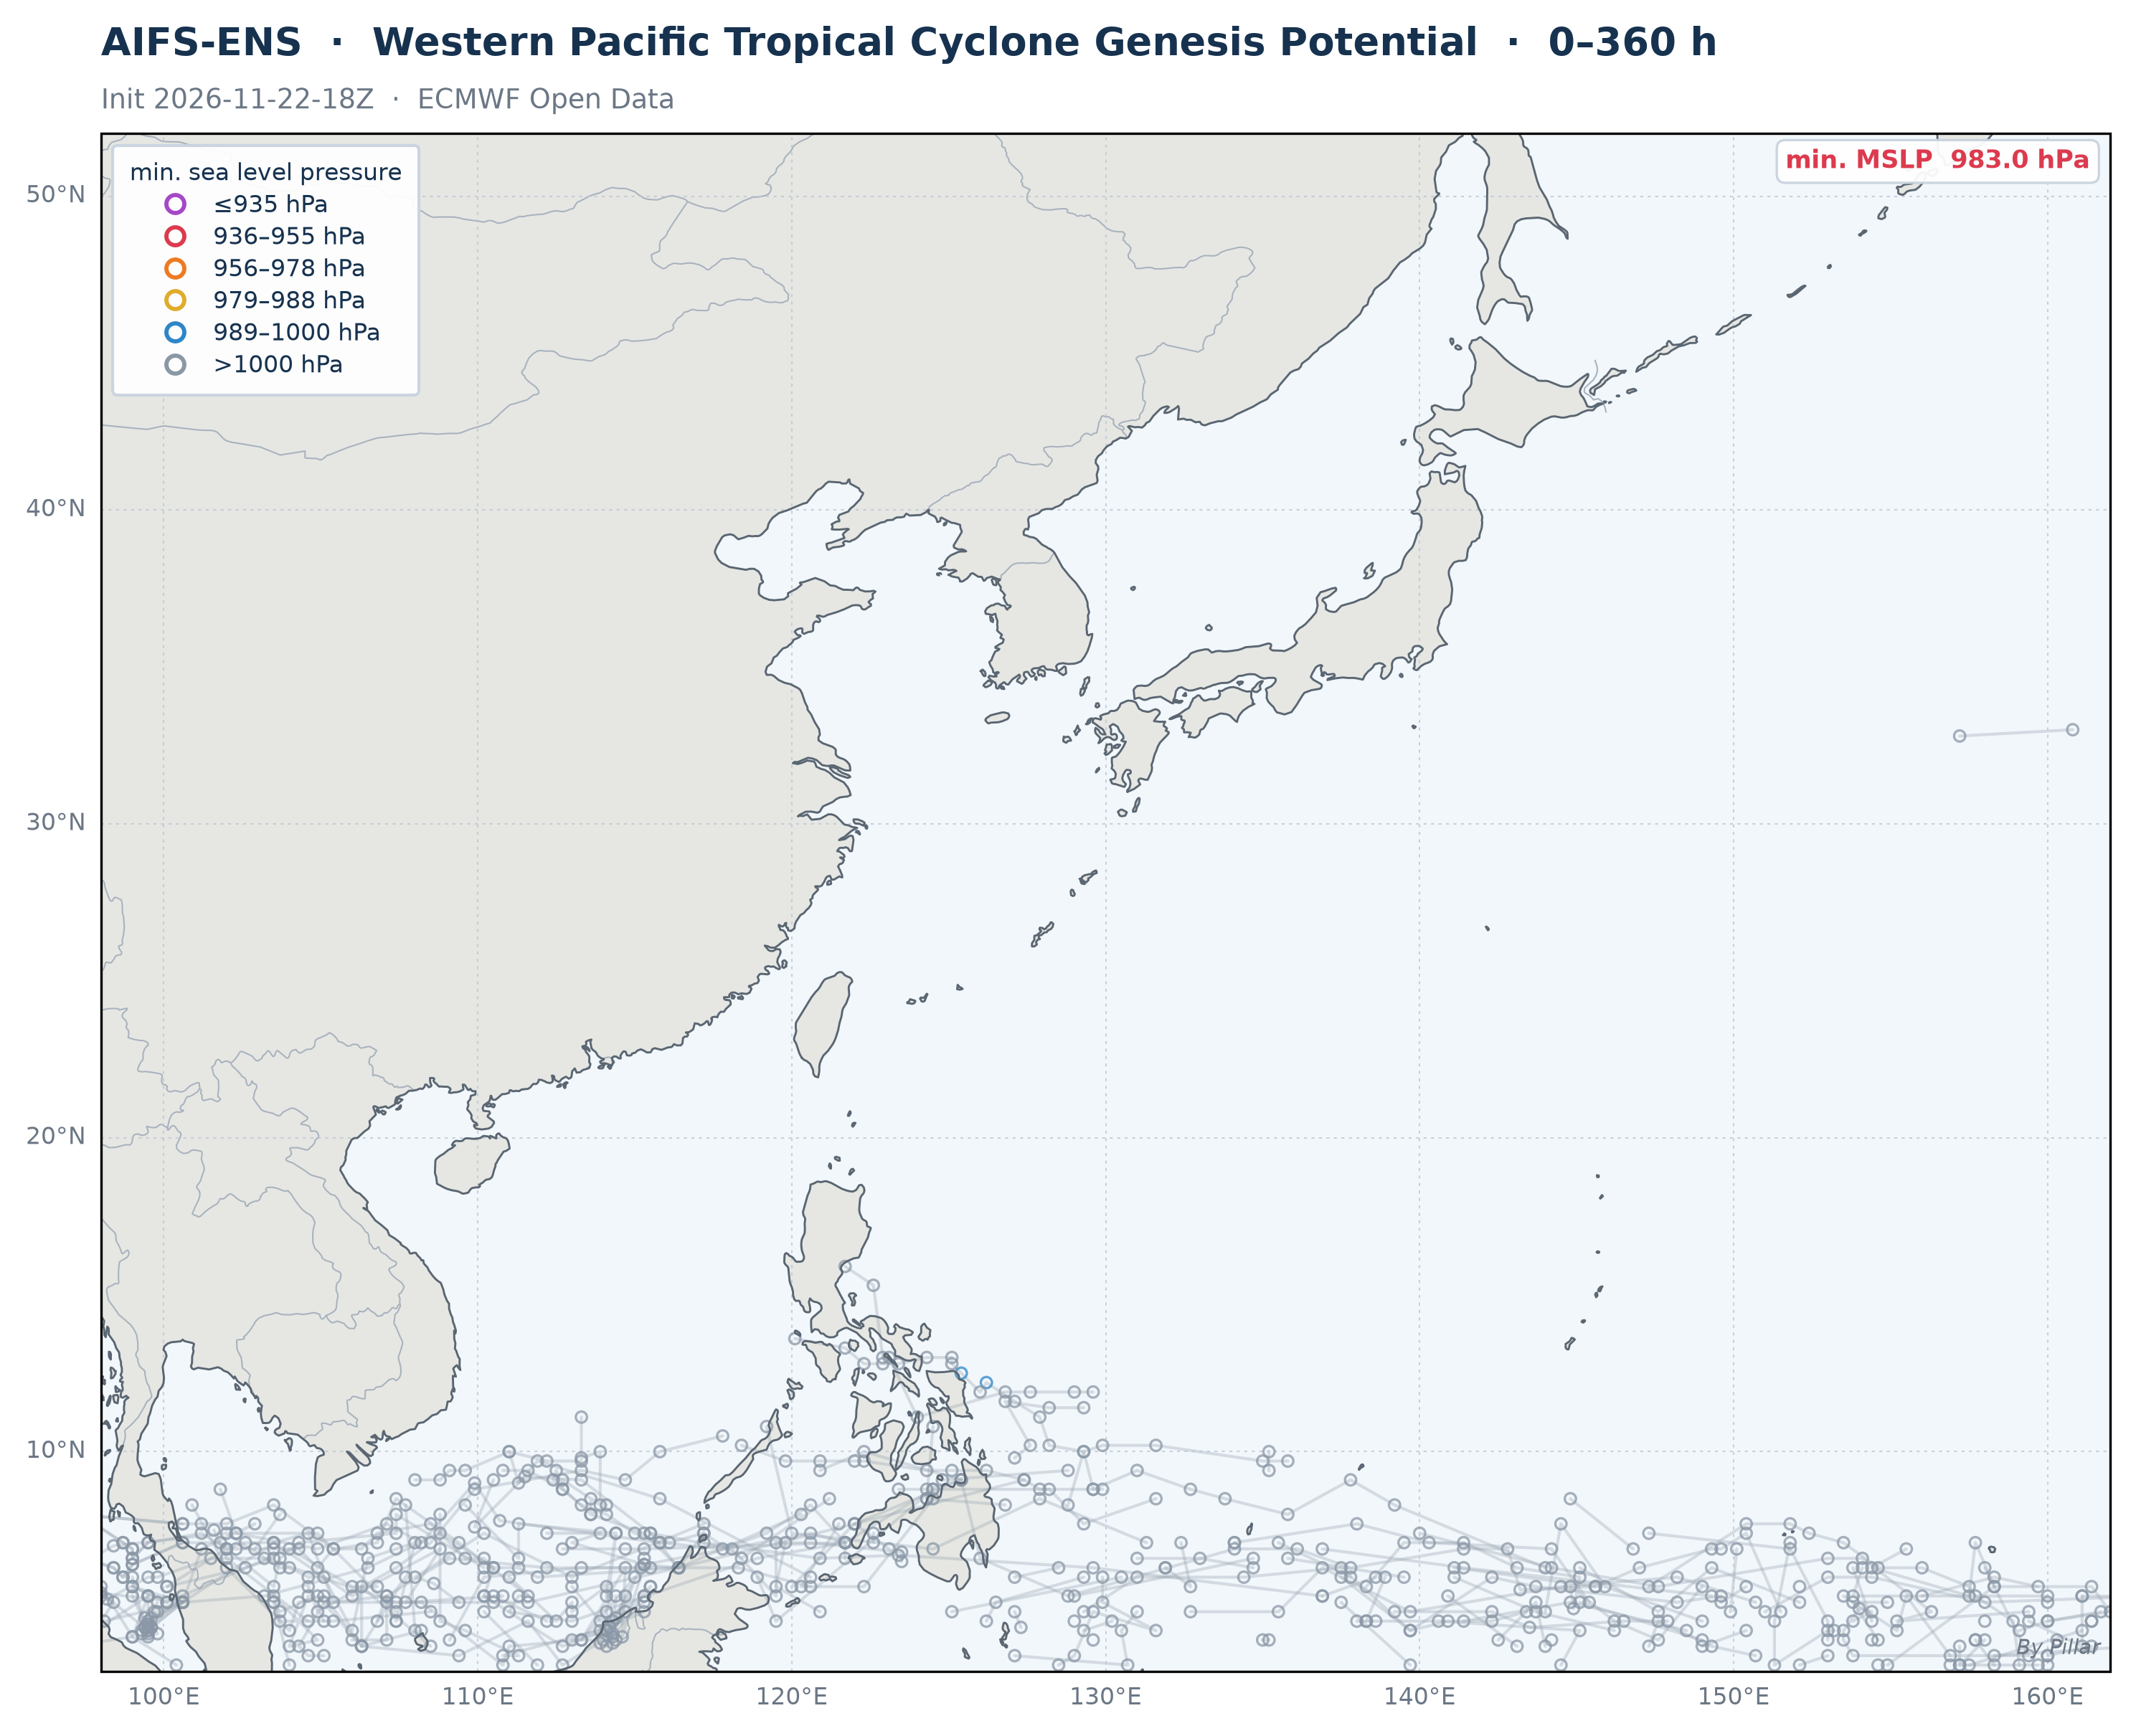 AIFS-ENS · Western Pacific Tropical Cyclone Genesis Potential · 0–360 h
Init 2026-11-22-18Z · ECMWF Open Data
min. sea level pressure
≤935 hPa
936–955 hPa
956–978 hPa
979–988 hPa
989–1000 hPa
>1000 hPa
min. MSLP 983.0 hPa
50°N
40°N
30°N
20°N
10°N
By Pillar
100°E 110°E 120°E 130°E 140°E 150°E 160°E